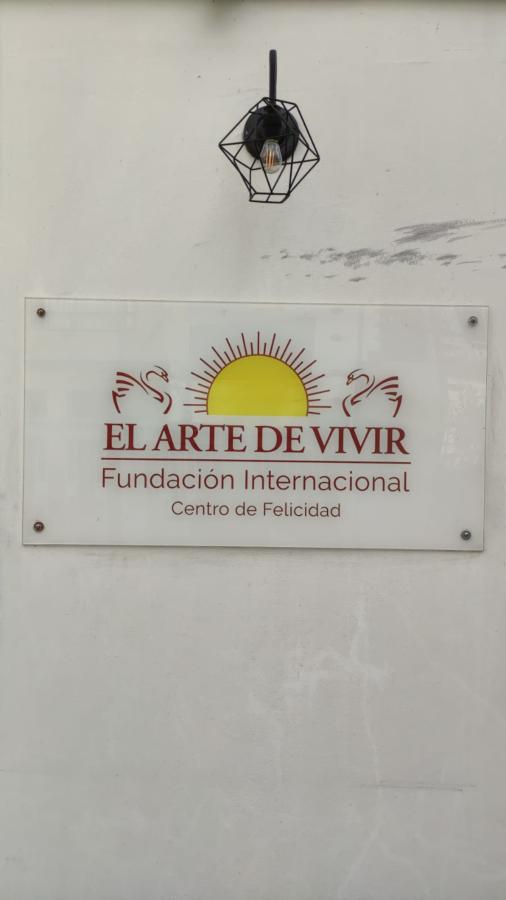 EL ARTE DE VIVIR
Fundación Internacional
Centro de Felicidad